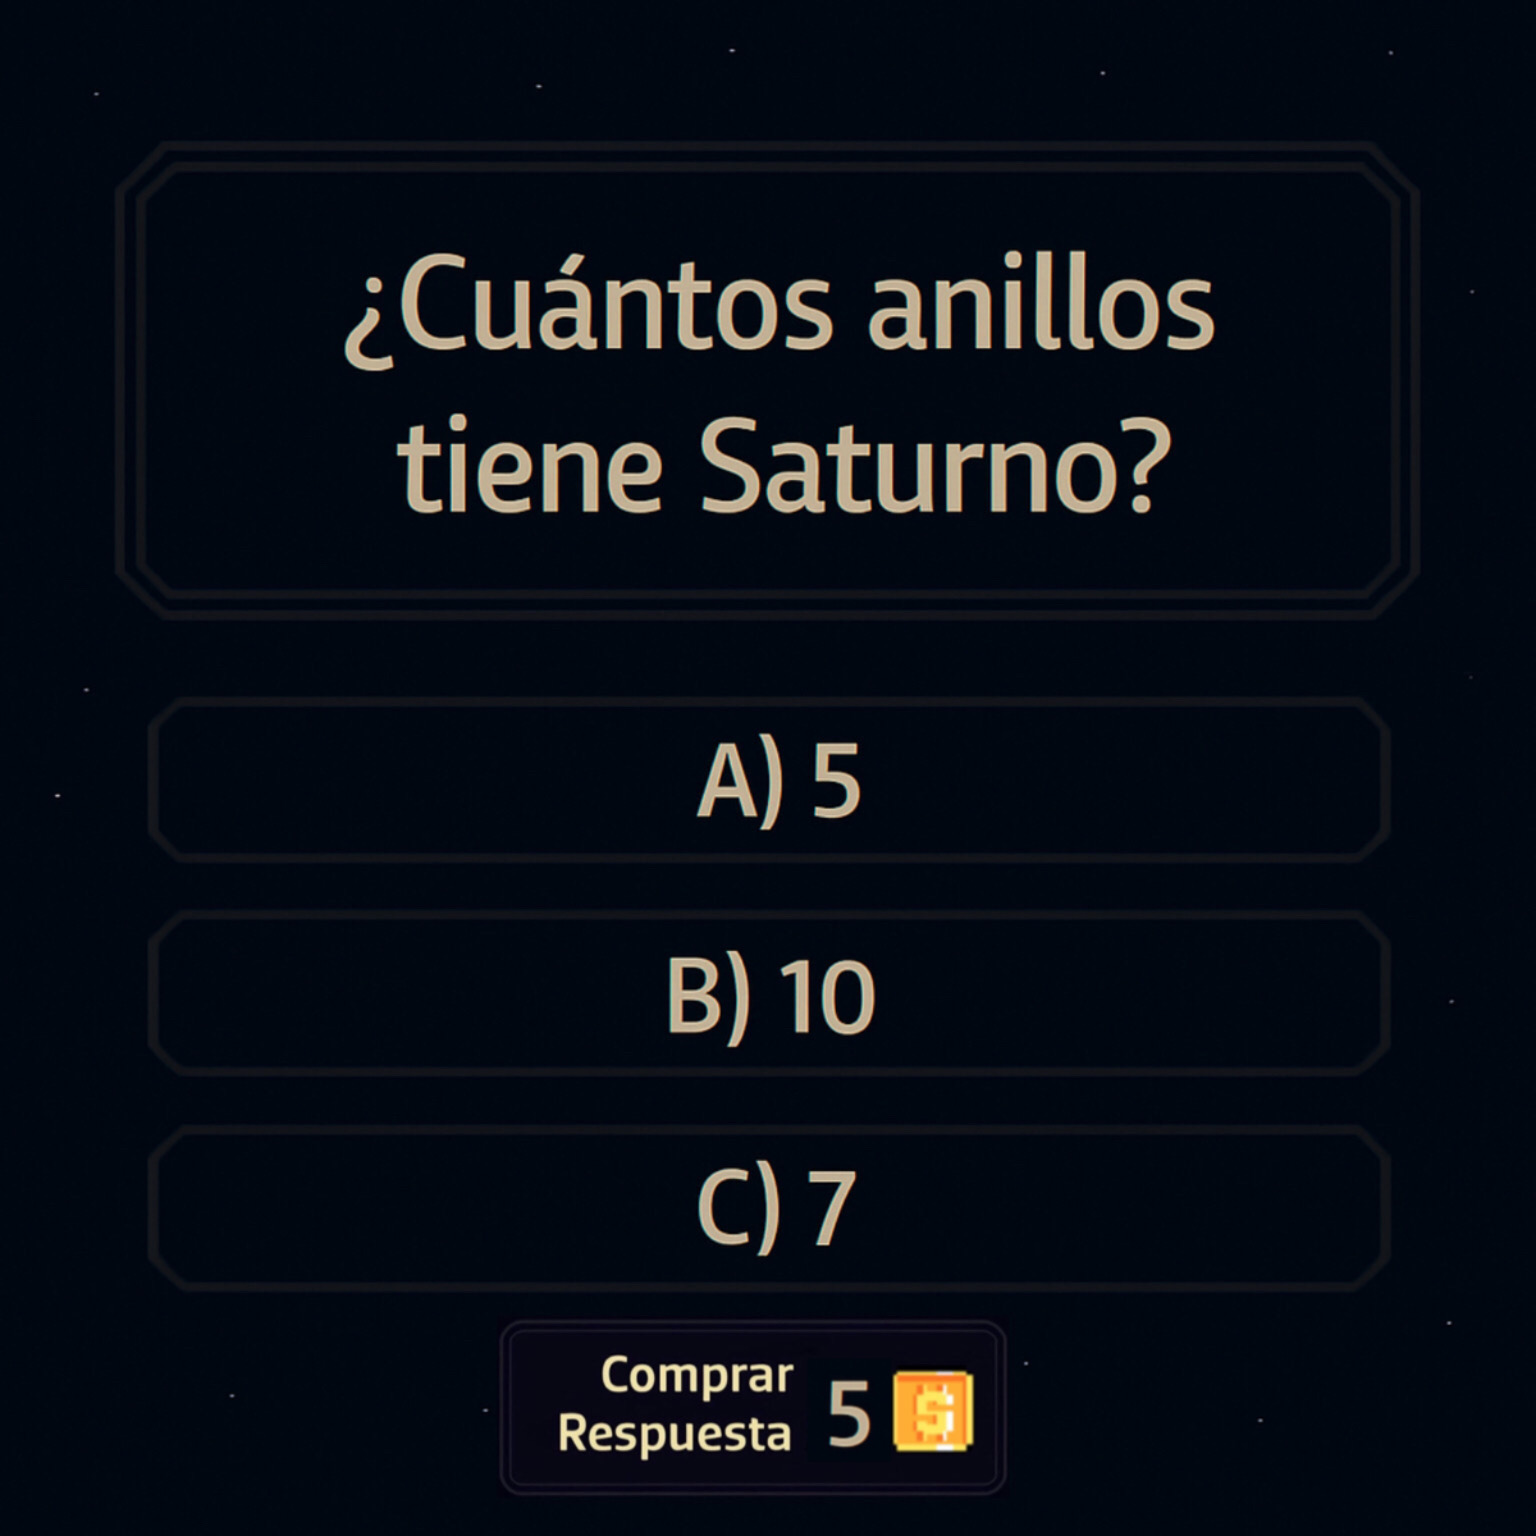 ¿Cuántos anillos
tiene Saturno?
A) 5
B) 10
C) 7
Comprar
Respuesta 5